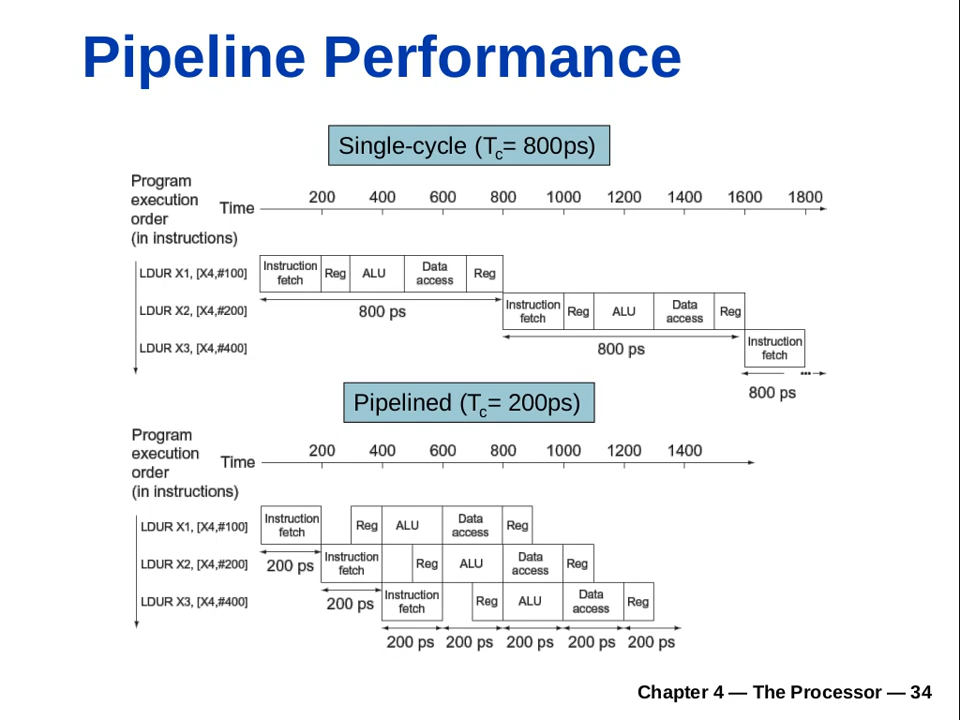 Pipeline Performance
Single-cycle (Tc= 800ps)
Program
execution
order
(in instructions)
Time
200 400 600 800 1000 1200 1400 1600 1800
LDUR X1, [X4,#100]
Instruction
fetch
Reg
ALU
Data
access
Reg
800 ps
LDUR X2, [X4,#200]
Instruction
fetch
Reg
ALU
Data
access
Reg
800 ps
LDUR X3, [X4,#400]
Instruction
fetch
...
800 ps
Pipelined (Tc= 200ps)
Program
execution
order
(in instructions)
Time
200 400 600 800 1000 1200 1400
LDUR X1, [X4,#100]
Instruction
fetch
Reg
ALU
Data
access
Reg
200 ps
LDUR X2, [X4,#200]
Instruction
fetch
Reg
ALU
Data
access
Reg
200 ps
LDUR X3, [X4,#400]
Instruction
fetch
Reg
ALU
Data
access
Reg
200 ps 200 ps 200 ps 200 ps 200 ps
Chapter 4 — The Processor — 34